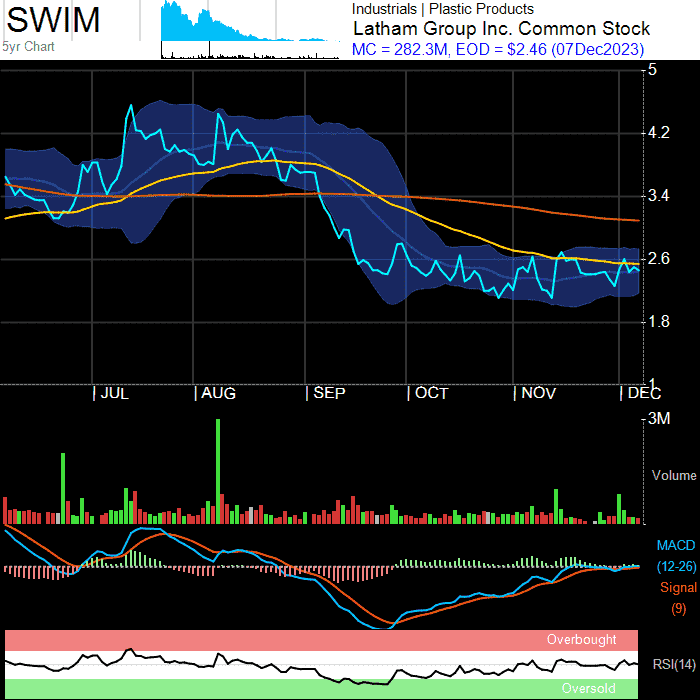 SWIM
5yr Chart
Industrials | Plastic Products
Latham Group Inc. Common Stock
MC = 282.3M, EOD = $2.46 (07Dec2023)
5
4.2
3.4
2.6
1.8
1
| JUL | AUG | SEP | OCT | NOV | DEC
3M
Volume
MACD
(12-26)
Signal
(9)
Overbought
RSI(14)
Oversold